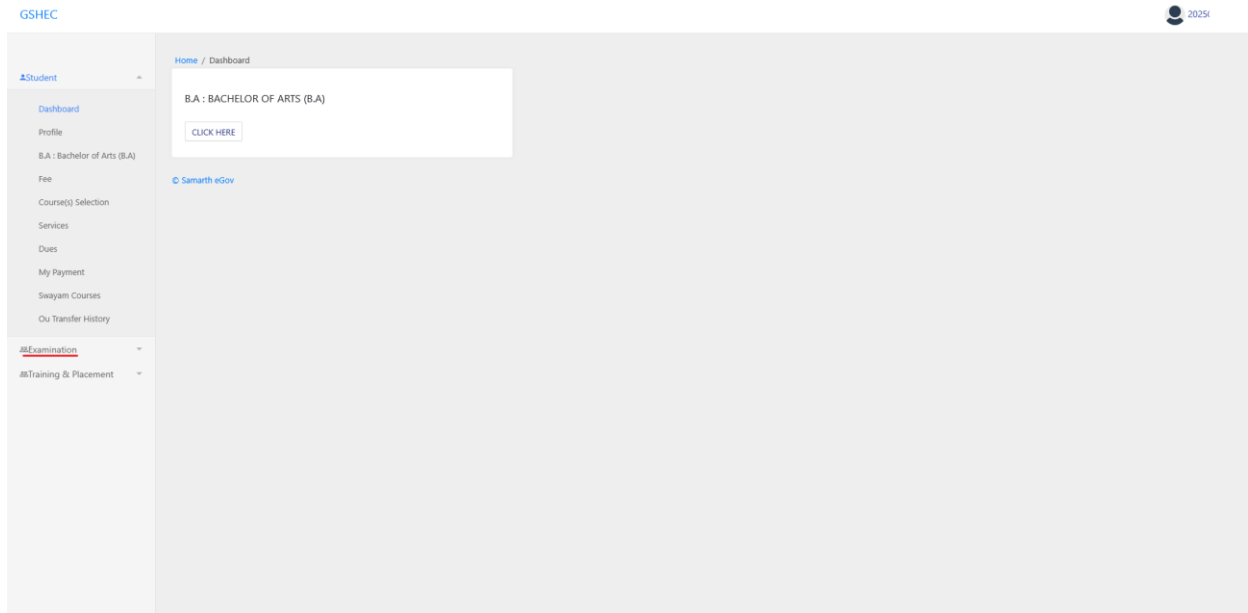 GSHEC
2025(
Student
Dashboard
Profile
B.A : Bachelor of Arts (B.A)
Fee
Course(s) Selection
Services
Dues
My Payment
Swayam Courses
Ou Transfer History
Examination
Training & Placement
Home / Dashboard
B.A : BACHELOR OF ARTS (B.A)
CLICK HERE
© Samarth eGov